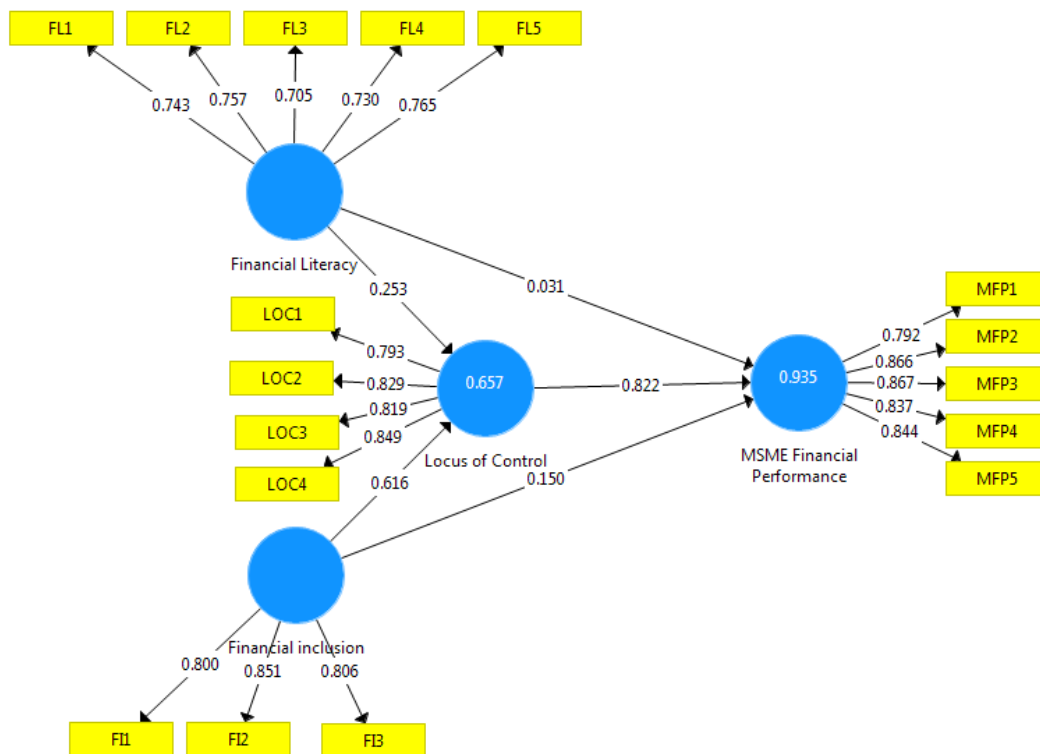 FL1
FL2
FL3
FL4
FL5
0.743
0.757
0.705
0.730
0.765
Financial Literacy
0.253
0.031
LOC1
LOC2
LOC3
LOC4
0.793
0.829
0.819
0.849
0.657
Locus of Control
0.822
0.616
0.150
0.935
MSME Financial
Performance
0.792
0.866
0.867
0.837
0.844
MFP1
MFP2
MFP3
MFP4
MFP5
Financial inclusion
0.800
0.851
0.806
FI1
FI2
FI3